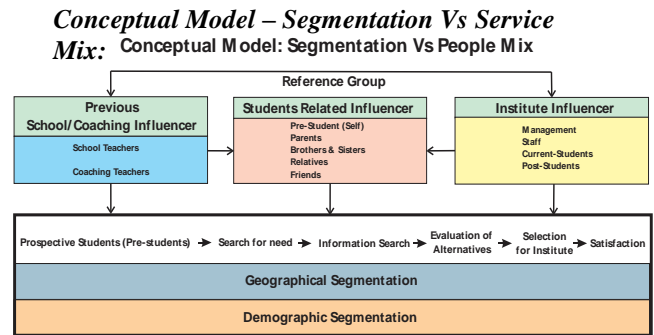 Conceptual Model – Segmentation Vs Service
Mix:
Conceptual Model: Segmentation Vs People Mix
Reference Group
Previous
School/Coaching Influencer
School Teachers
Coaching Teachers
Students Related Influencer
Pre-Student (Self)
Parents
Brothers & Sisters
Relatives
Friends
Institute Influencer
Management
Staff
Current-Students
Post-Students
Prospective Students (Pre-students)
Search for need
Information Search
Evaluation of
Alternatives
Selection
for Institute
Satisfaction
Geographical Segmentation
Demographic Segmentation